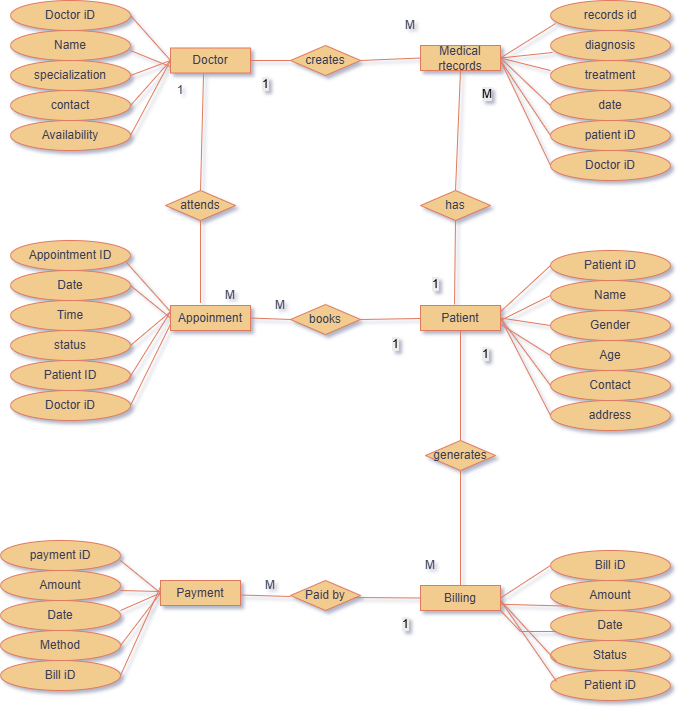 Doctor iD
Name
specialization
contact
Availability
Doctor
1
1
creates
M
Medical
rtecords
M
records id
diagnosis
treatment
date
patient iD
Doctor iD
attends
has
Appointment ID
Date
Time
status
Patient ID
Doctor iD
M
Appoinment
M
books
1
1
Patient
1
Patient iD
Name
Gender
Age
Contact
address
generates
payment iD
Amount
Date
Method
Bill iD
Payment
M
Paid by
M
1
Billing
Bill iD
Amount
Date
Status
Patient iD